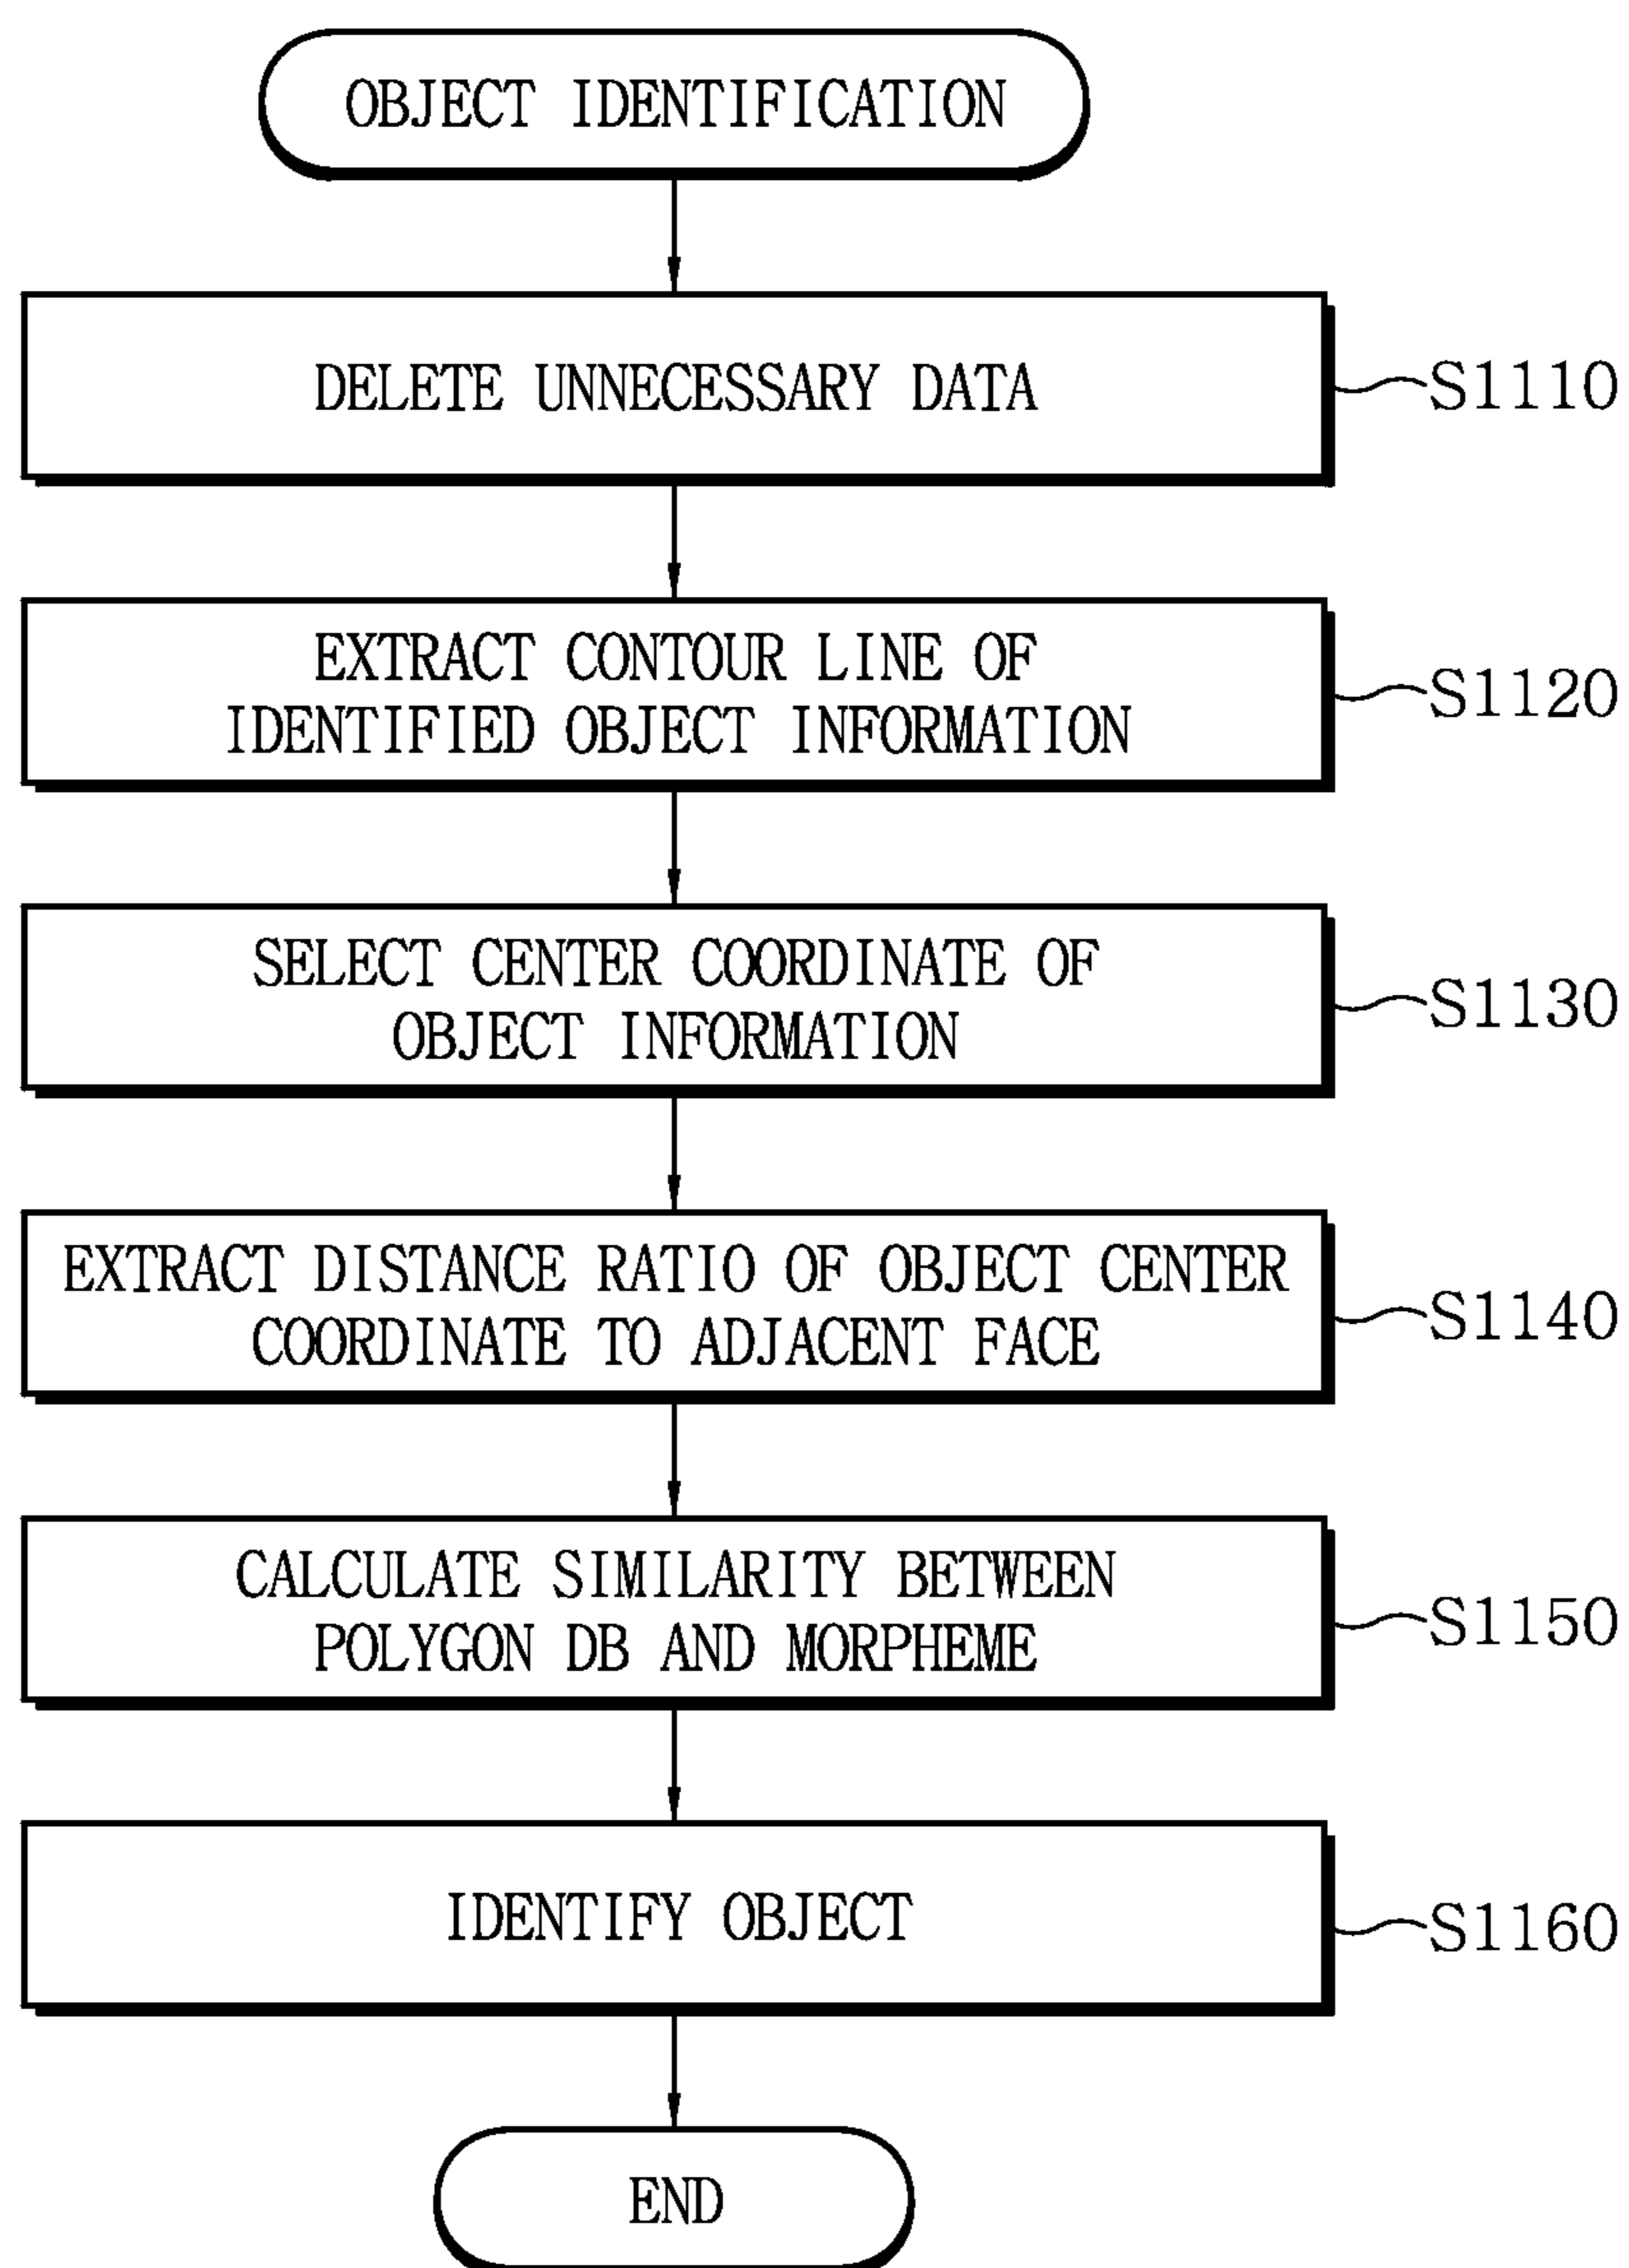 OBJECT IDENTIFICATION
DELETE UNNECESSARY DATA
S1110
EXTRACT CONTOUR LINE OF
IDENTIFIED OBJECT INFORMATION
S1120
SELECT CENTER COORDINATE OF
OBJECT INFORMATION
S1130
EXTRACT DISTANCE RATIO OF OBJECT CENTER
COORDINATE TO ADJACENT FACE
S1140
CALCULATE SIMILARITY BETWEEN
POLYGON DB AND MORPHEME
S1150
IDENTIFY OBJECT
S1160
END